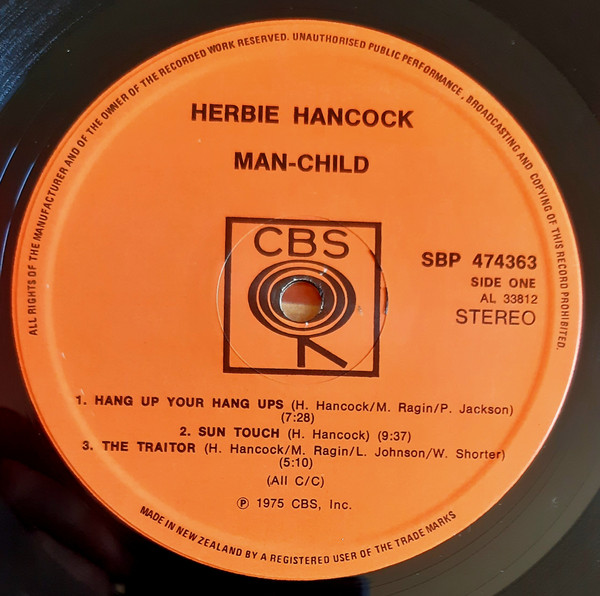 ALL RIGHTS OF THE MANUFACTURER AND OF THE OWNER OF THE RECORDED WORK RESERVED. UNAUTHORISED PUBLIC PERFORMANCE, BROADCASTING AND COPYING OF THIS RECORD PROHIBITED.
HERBIE HANCOCK
MAN-CHILD
CBS
SBP 474363
SIDE ONE
AL 33812
STEREO
1. HANG UP YOUR HANG UPS (H. Hancock/M. Ragin/P. Jackson)
(7:28)
2. SUN TOUCH (H. Hancock) (9:37)
3. THE TRAITOR (H. Hancock/M. Ragin/L. Johnson/W. Shorter)
(5:10)
(All C/C)
℗ 1975 CBS, Inc.
MADE IN NEW ZEALAND BY A REGISTERED USER OF THE TRADE MARKS